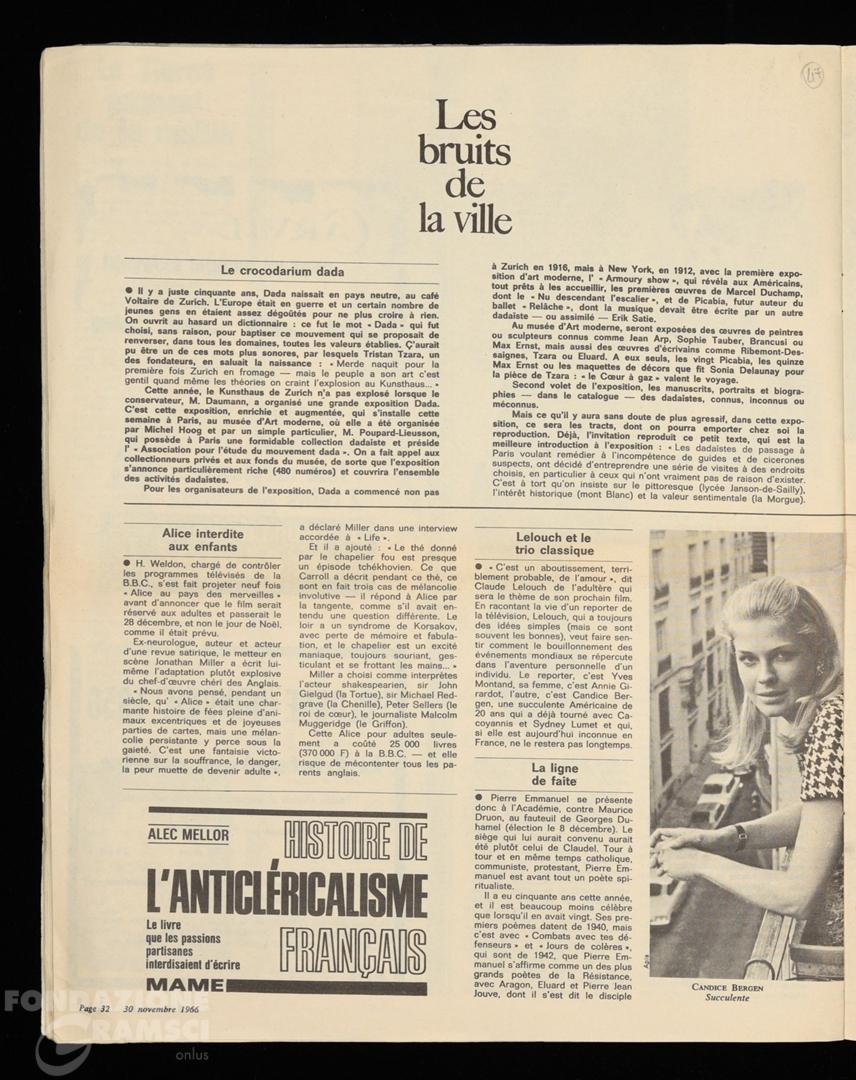 47
Les
bruits
de
la ville
Le crocodarium dada
● Il y a juste cinquante ans, Dada naissait en pays neutre, au café
Voltaire de Zurich. L'Europe était en guerre et un certain nombre de
jeunes gens en étaient assez dégoûtés pour ne plus croire à rien.
On ouvrit au hasard un dictionnaire : ce fut le mot « Dada » qui fut
choisi, sans raison, pour baptiser ce mouvement qui se proposait de
renverser, dans tous les domaines, toutes les valeurs établies. Ç'aurait
pu être un de ces mots plus sonores, par lesquels Tristan Tzara, un
des fondateurs, en saluait la naissance : « Merde naquit pour la
première fois Zurich en fromage — mais le peuple a son art c'est
gentil quand même les théories on craint l'explosion au Kunsthaus... »
Cette année, le Kunsthaus de Zurich n'a pas explosé lorsque le
conservateur, M. Daumann, a organisé une grande exposition Dada.
C'est cette exposition, enrichie et augmentée, qui s'installe cette
semaine à Paris, au musée d'Art moderne, où elle a été organisée
par Michel Hoog et par un simple particulier, M. Poupard-Lieusson,
qui possède à Paris une formidable collection dadaiste et préside
l' « Association pour l'étude du mouvement dada ». On a fait appel aux
collectionneurs privés et aux fonds du musée, de sorte que l'exposition
s'annonce particulièrement riche (480 numéros) et couvrira l'ensemble
des activités dadaistes.
Pour les organisateurs de l'exposition, Dada a commencé non pas
à Zurich en 1916, mais à New York, en 1912, avec la première expo-
sition d'art moderne, l' « Armoury show », qui révéla aux Américains,
tout prêts à les accueillir, les premières œuvres de Marcel Duchamp,
dont le « Nu descendant l'escalier », et de Picabia, futur auteur du
ballet « Relâche », dont la musique devait être écrite par un autre
dadaiste — ou assimilé — Erik Satie.
Au musée d'Art moderne, seront exposées des œuvres de peintres
ou sculpteurs connus comme Jean Arp, Sophie Tauber, Brancusi ou
Max Ernst, mais aussi des œuvres d'écrivains comme Ribemont-Des-
saignes, Tzara ou Eluard. A eux seuls, les vingt Picabia, les quinze
Max Ernst ou les maquettes de décors que fit Sonia Delaunay pour
la pièce de Tzara : « le Cœur à gaz » valent le voyage.
Second volet de l'exposition, les manuscrits, portraits et biogra-
phies — dans le catalogue — des dadaistes, connus, inconnus ou
méconnus.
Mais ce qu'il y aura sans doute de plus agressif, dans cette expo-
sition, ce sera les tracts, dont on pourra emporter chez soi la
reproduction. Déjà, l'invitation reproduit ce petit texte, qui est la
meilleure introduction à l'exposition : « Les dadaistes de passage à
Paris voulant remédier à l'incompétence de guides et de cicerones
suspects, ont décidé d'entreprendre une série de visites à des endroits
choisis, en particulier à ceux qui n'ont vraiment pas de raison d'exister.
C'est à tort qu'on insiste sur le pittoresque (lycée Janson-de-Sailly),
l'intérêt historique (mont Blanc) et la valeur sentimentale (la Morgue).
Alice interdite
aux enfants
● H. Weldon, chargé de contrôler
les programmes télévisés de la
B.B.C., s'est fait projeter neuf fois
« Alice au pays des merveilles »
avant d'annoncer que le film serait
réservé aux adultes et passerait le
28 décembre, et non le jour de Noël,
comme il était prévu.
Ex-neurologue, auteur et acteur
d'une revue satirique, le metteur en
scène Jonathan Miller a écrit lui-
même l'adaptation plutôt explosive
du chef-d'œuvre chéri des Anglais.
« Nous avons pensé, pendant un
siècle, qu' « Alice » était une char-
mante histoire de fées pleine d'ani-
maux excentriques et de joyeuses
parties de cartes, mais une mélan-
colie persistante y perce sous la
gaieté. C'est une fantaisie victo-
rienne sur la souffrance, le danger,
la peur muette de devenir adulte »,
a déclaré Miller dans une interview
accordée à « Life ».
Et il a ajouté : « Le thé donné
par le chapelier fou est presque
un épisode tchékhovien. Ce que
Carroll a décrit pendant ce thé, ce
sont en fait trois cas de mélancolie
involutive — il répond à Alice par
la tangente, comme s'il avait en-
tendu une question différente. Le
loir a un syndrome de Korsakov,
avec perte de mémoire et fabula-
tion, et le chapelier est un excité
maniaque, toujours souriant, ges-
ticulant et se frottant les mains... »
Miller a choisi comme interprètes
l'acteur shakespearien, sir John
Gielgud (la Tortue), sir Michael Red-
grave (la Chenille), Peter Sellers (le
roi de cœur), le journaliste Malcolm
Muggeridge (le Griffon).
Cette Alice pour adultes seule-
ment a coûté 25 000 livres
(370 000 F) à la B.B.C. — et elle
risque de mécontenter tous les pa-
rents anglais.
Lelouch et le
trio classique
● « C'est un aboutissement, terri-
blement probable, de l'amour », dit
Claude Lelouch de l'adultère qui
sera le thème de son prochain film.
En racontant la vie d'un reporter de
la télévision, Lelouch, qui a toujours
des idées simples (mais ce sont
souvent les bonnes), veut faire sen-
tir comment le bouillonnement des
événements mondiaux se répercute
dans l'aventure personnelle d'un
individu. Le reporter, c'est Yves
Montand, sa femme, c'est Annie Gi-
rardot, l'autre, c'est Candice Ber-
gen, une succulente Américaine de
20 ans qui a déjà tourné avec Ca-
coyannis et Sydney Lumet et qui,
si elle est aujourd'hui inconnue en
France, ne le restera pas longtemps.
La ligne
de faite
● Pierre Emmanuel se présente
donc à l'Académie, contre Maurice
Druon, au fauteuil de Georges Du-
hamel (élection le 8 décembre). Le
siège qui lui aurait convenu aurait
été plutôt celui de Claudel. Tour à
tour et en même temps catholique,
communiste, protestant, Pierre Em-
manuel est avant tout un poète spi-
ritualiste.
Il a eu cinquante ans cette année,
et il est beaucoup moins célèbre
que lorsqu'il en avait vingt. Ses pre-
miers poèmes datent de 1940, mais
c'est avec « Combats avec tes dé-
fenseurs » et « Jours de colères »,
qui sont de 1942, que Pierre Em-
manuel s'affirme comme un des plus
grands poètes de la Résistance,
avec Aragon, Eluard et Pierre Jean
Jouve, dont il s'est dit le disciple
CANDICE BERGEN
Succulente
ALEC MELLOR
HISTOIRE DE
L'ANTICLÉRICALISME
FRANÇAIS
Le livre
que les passions
partisanes
interdisaient d'écrire
MAME
Page 32 30 novembre 1966
FONDAZIONE
GRAMSCI
onlus